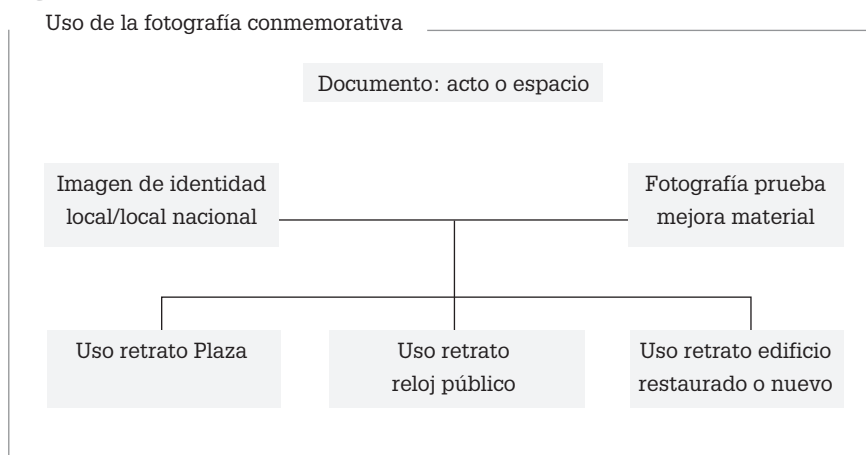 Uso de la fotografía conmemorativa
Documento: acto o espacio
Imagen de identidad
local/local nacional
Fotografía prueba
mejora material
Uso retrato Plaza
Uso retrato
reloj público
Uso retrato edificio
restaurado o nuevo